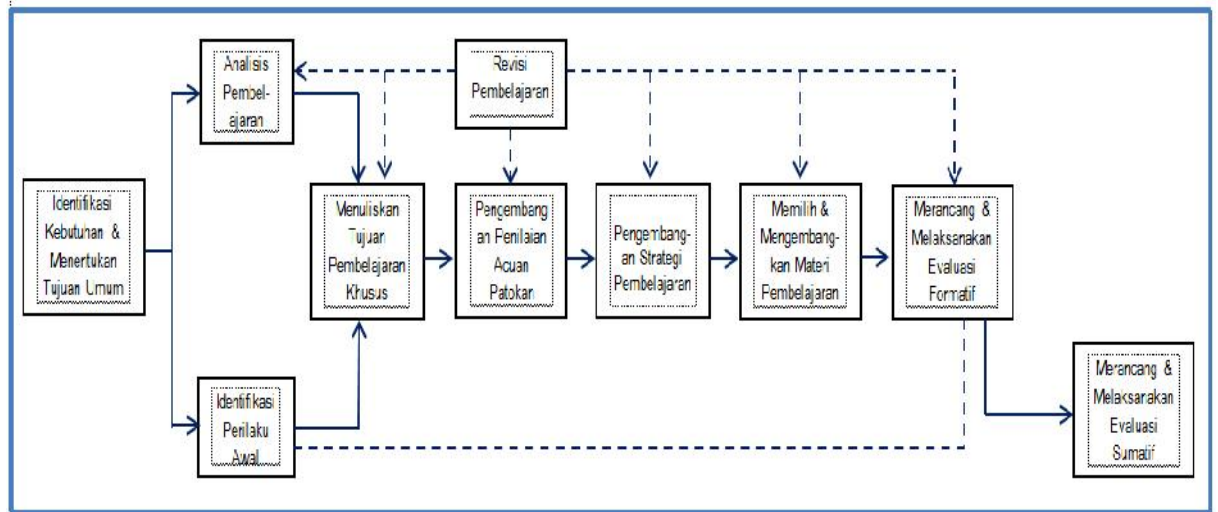 Analisis
Pembel-
ajaran
Revisi
Pembelajaran
Identifikasi
Kebutuhan &
Menertukan
Tujuan Umum
Menuliskan
Tujuan
Pembelajaran
Khusus
Pengembang
an Penilaian
Acuan
Patokan
Pengembang-
an Strategi
Pembelajaran
Memilih &
Mengembang-
kan Materi
Pembelajaran
Merancang &
Melaksanakan
Evaluasi
Formatif
Identifikasi
Perilaku
Awal
Merancang &
Melaksanakan
Evaluasi
Sumatif